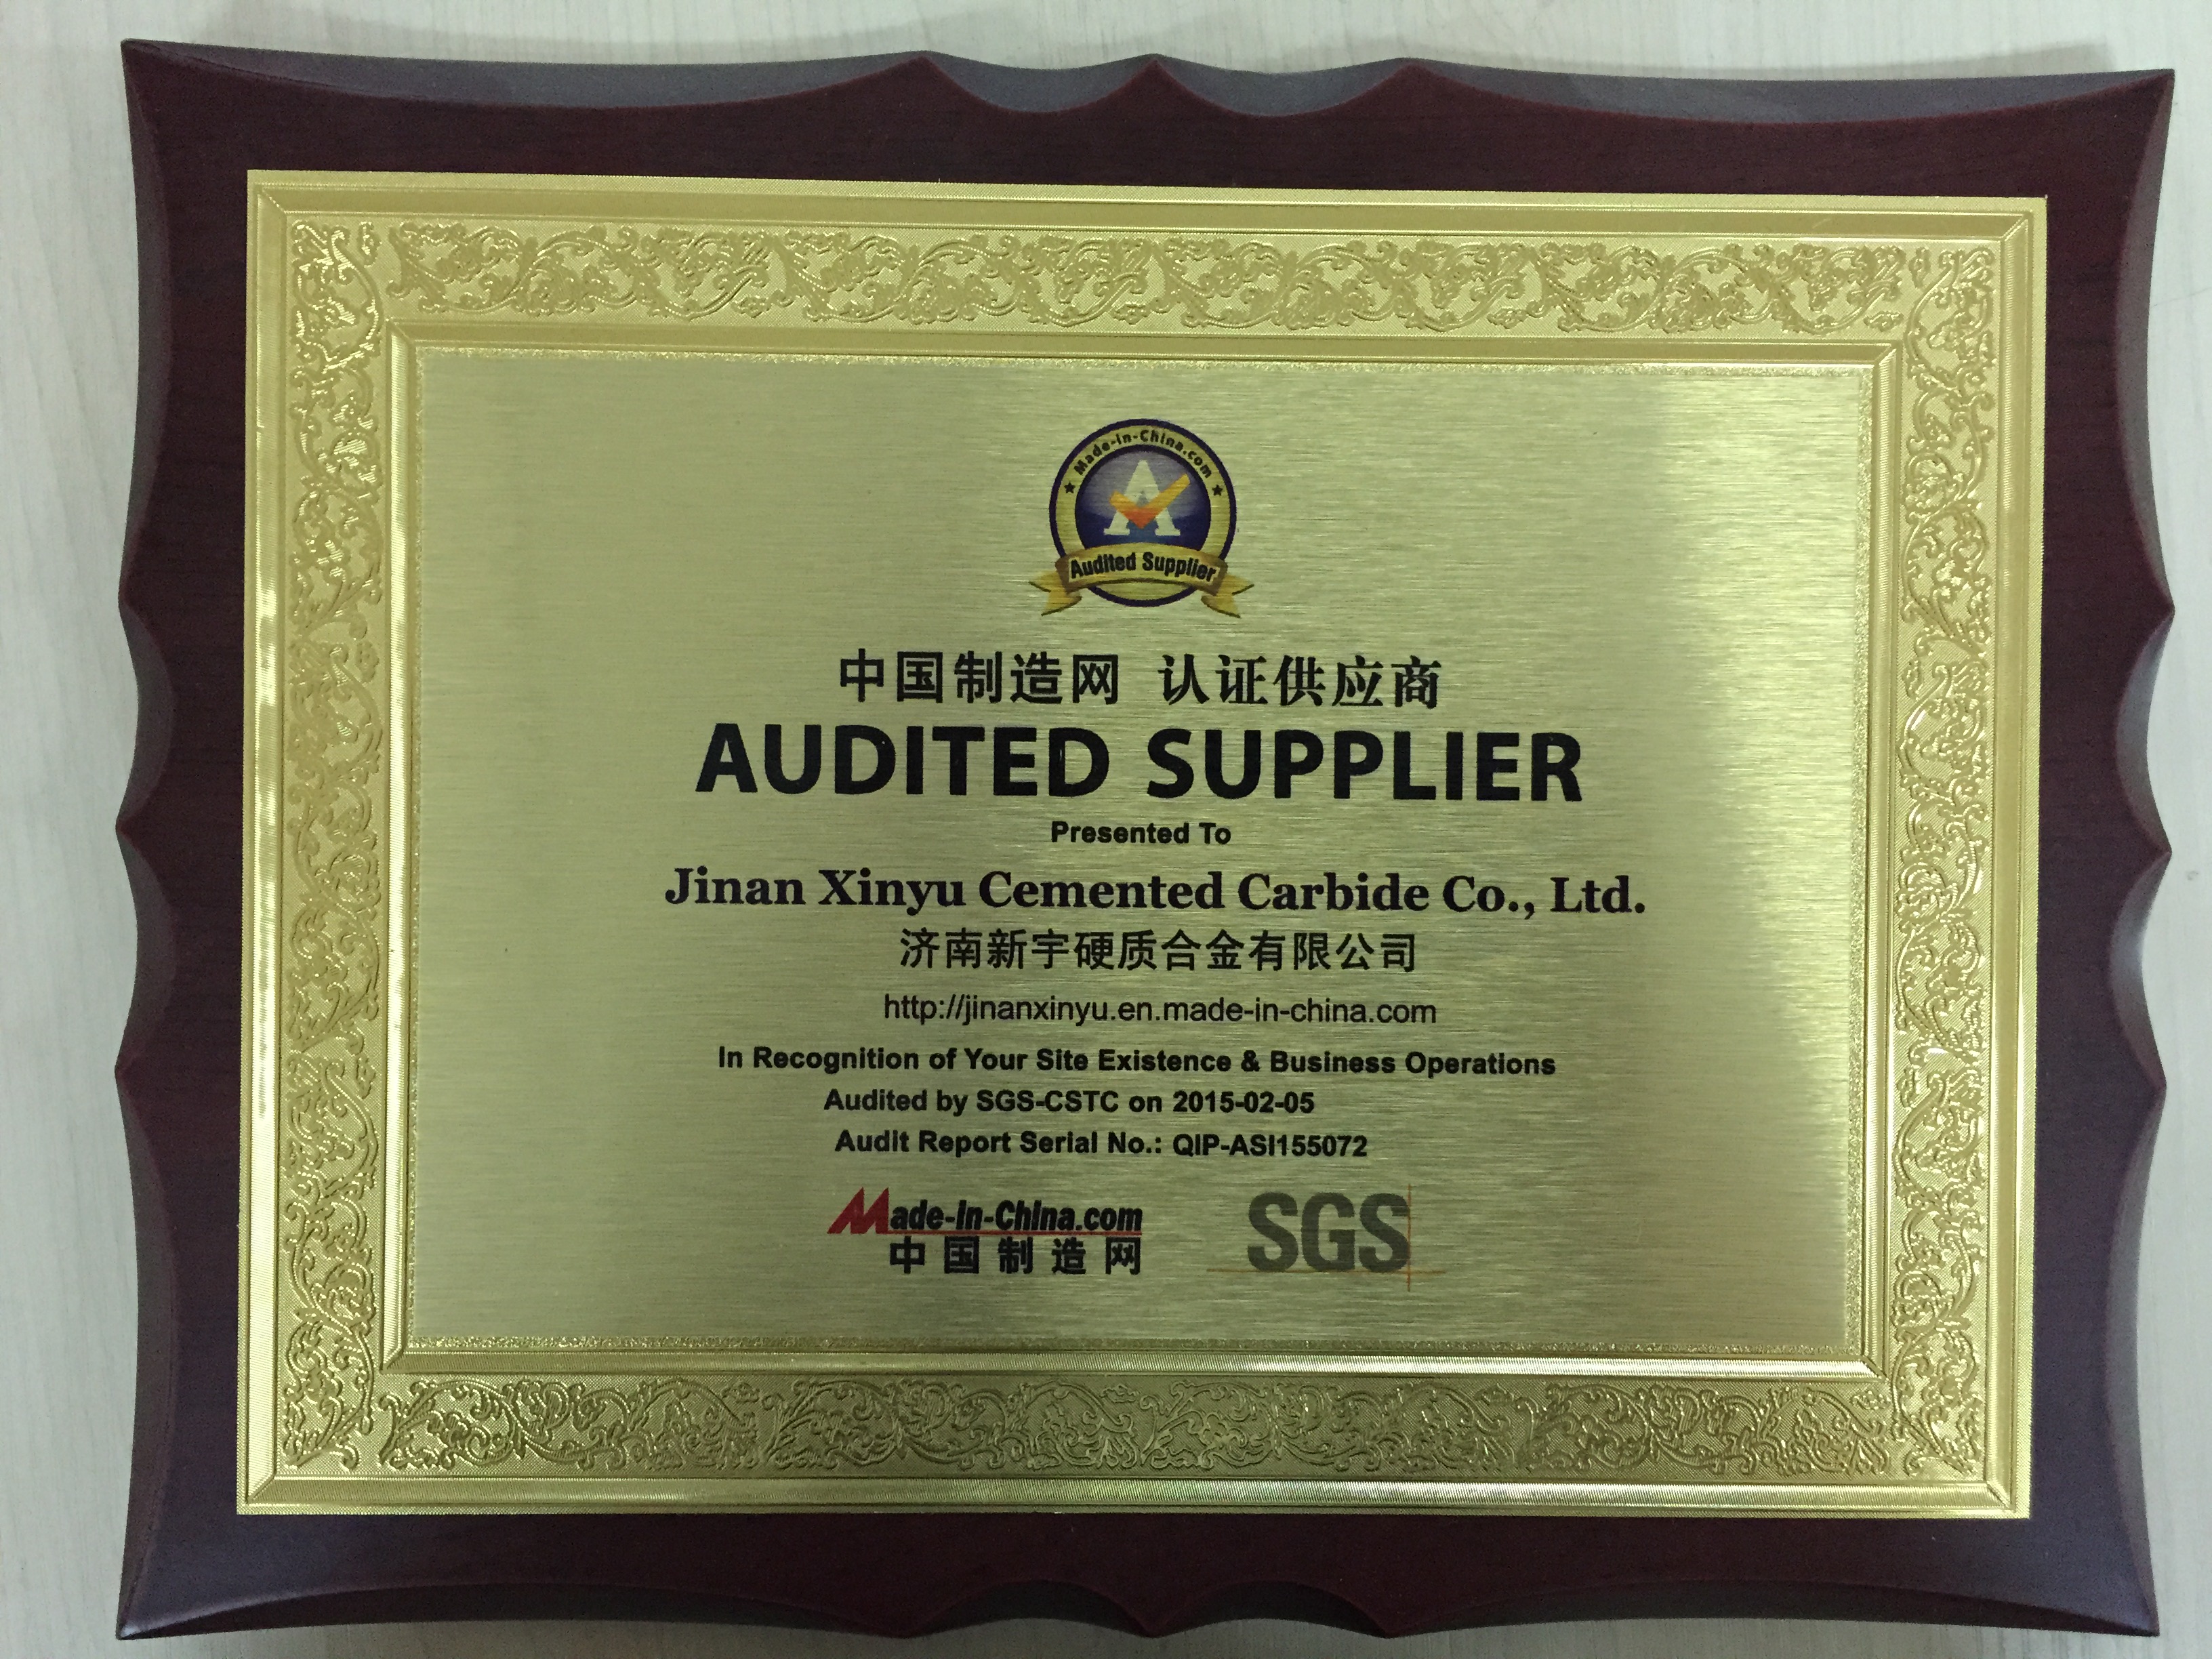 Made-in-China.com
A
Audited Supplier
中国制造网 认证供应商
AUDITED SUPPLIER
Presented To
Jinan Xinyu Cemented Carbide Co., Ltd.
济南新宇硬质合金有限公司
http://jinanxinyu.en.made-in-china.com
In Recognition of Your Site Existence & Business Operations
Audited by SGS-CSTC on 2015-02-05
Audit Report Serial No.: QIP-ASI155072
Made-in-China.com
中国制造网
SGS